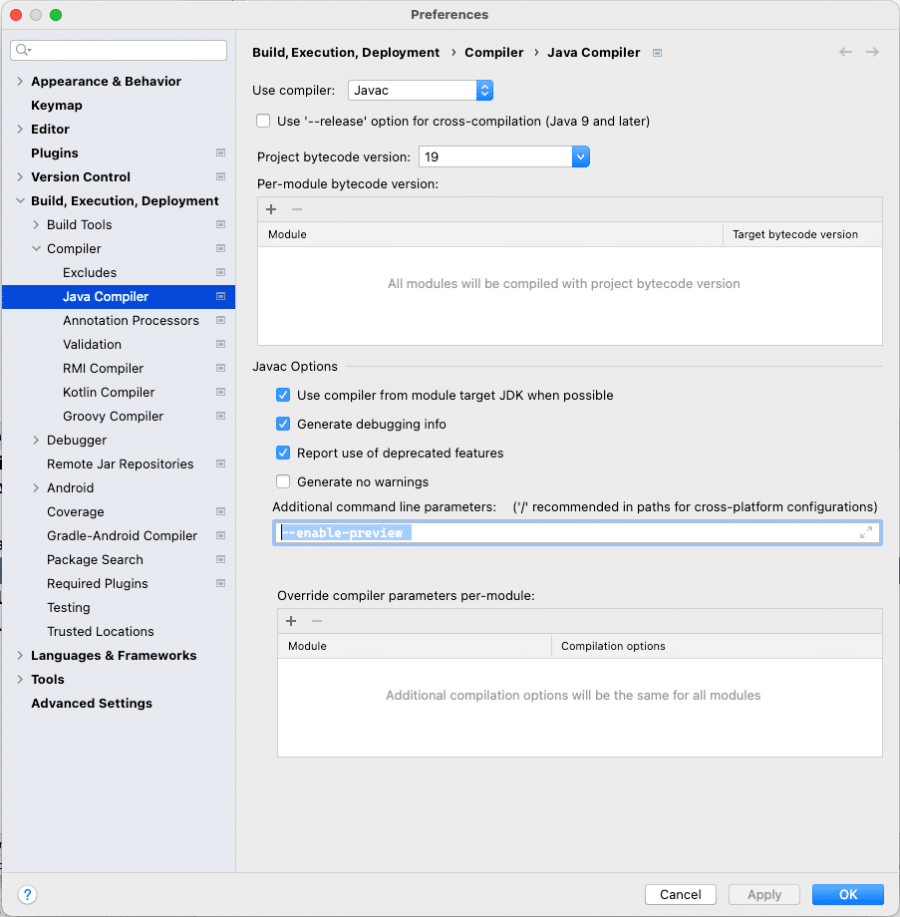 Preferences
Appearance & Behavior
Keymap
Editor
Plugins
Version Control
Build, Execution, Deployment
Build Tools
Compiler
Excludes
Java Compiler
Annotation Processors
Validation
RMI Compiler
Kotlin Compiler
Groovy Compiler
Debugger
Remote Jar Repositories
Android
Coverage
Gradle-Android Compiler
Package Search
Required Plugins
Testing
Trusted Locations
Languages & Frameworks
Tools
Advanced Settings
Build, Execution, Deployment › Compiler › Java Compiler
Use compiler: Javac
Use '--release' option for cross-compilation (Java 9 and later)
Project bytecode version: 19
Per-module bytecode version:
+ −
Module Target bytecode version
All modules will be compiled with project bytecode version
Javac Options
Use compiler from module target JDK when possible
Generate debugging info
Report use of deprecated features
Generate no warnings
Additional command line parameters: ('/' recommended in paths for cross-platform configurations)
--enable-preview
Override compiler parameters per-module:
+ −
Module Compilation options
Additional compilation options will be the same for all modules
? Cancel Apply OK